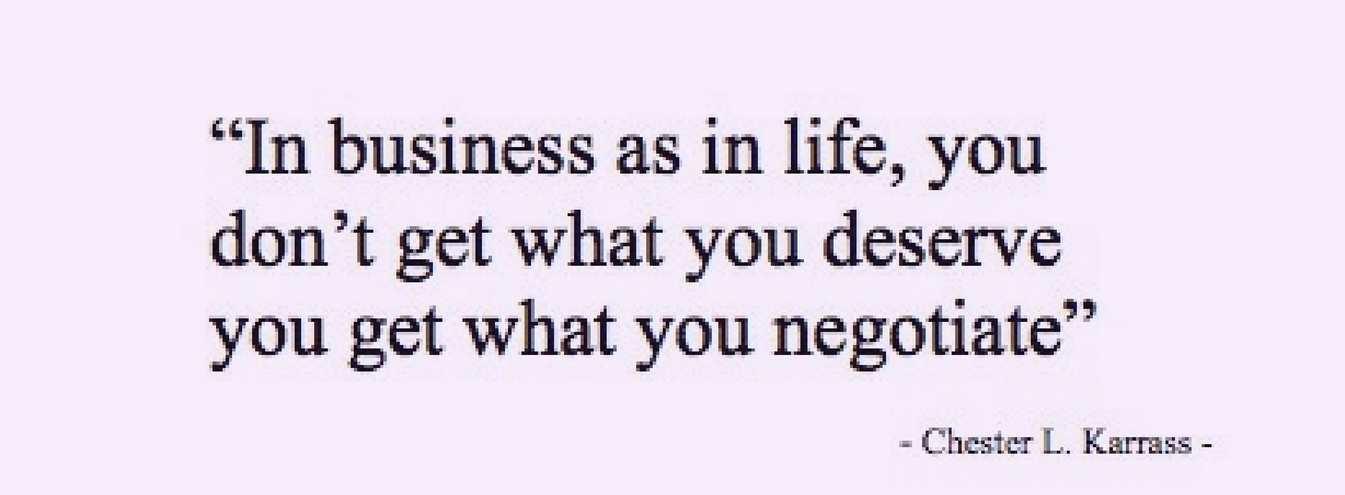 “In business as in life, you
don’t get what you deserve
you get what you negotiate”
- Chester L. Karrass -